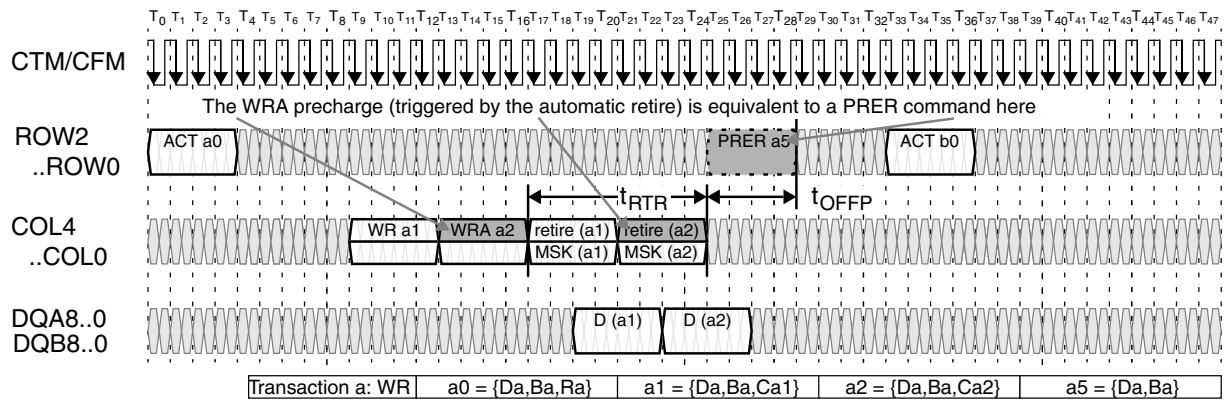 T0 T1 T2 T3 T4 T5 T6 T7 T8 T9 T10 T11 T12 T13 T14 T15 T16 T17 T18 T19 T20 T21 T22 T23 T24 T25 T26 T27 T28 T29 T30 T31 T32 T33 T34 T35 T36 T37 T38 T39 T40 T41 T42 T43 T44 T45 T46 T47
CTM/CFM
The WRA precharge (triggered by the automatic retire) is equivalent to a PRER command here
ROW2 ACT a0 PRER a5 ACT b0
..ROW0
tRTR tOFFP
COL4 WR a1 WRA a2 retire (a1) retire (a2)
..COL0 MSK (a1) MSK (a2)
DQA8..0 D (a1) D (a2)
DQB8..0
Transaction a: WR a0 = {Da,Ba,Ra} a1 = {Da,Ba,Ca1} a2 = {Da,Ba,Ca2} a5 = {Da,Ba}